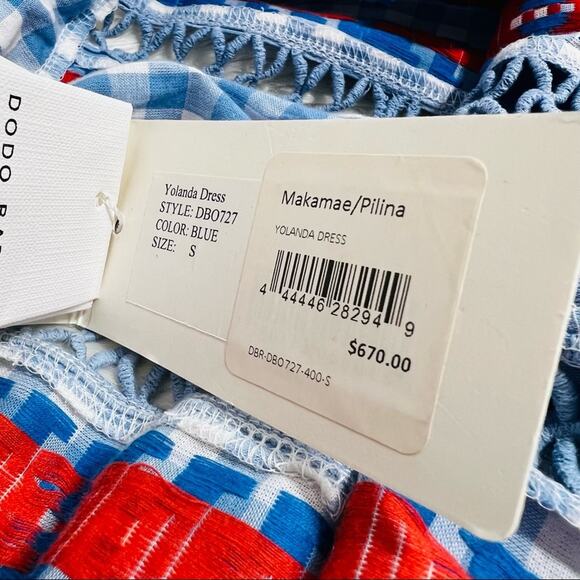 DODO
Yolanda Dress
STYLE: DBO727
COLOR: BLUE
SIZE: S
Makamae/Pilina
YOLANDA DRESS
4 44446 28294 9
$670.00
DBR-DBO727-400-S